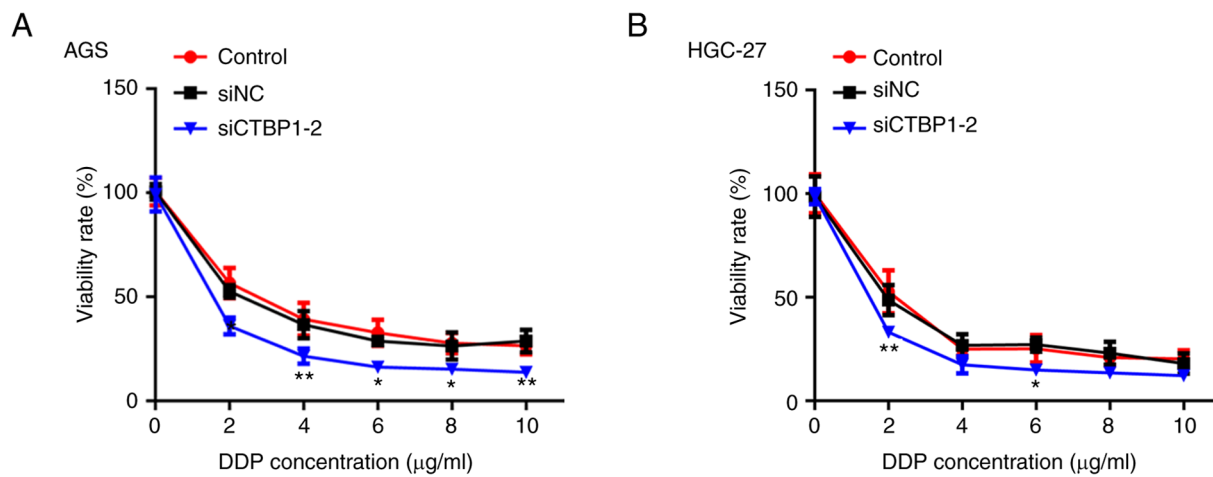 A
AGS
Control
siNC
siCTBP1-2
150
100
50
0
Viability rate (%)
*
**
*
*
**
0 2 4 6 8 10
DDP concentration (μg/ml)
B
HGC-27
Control
siNC
siCTBP1-2
150
100
50
0
Viability rate (%)
**
*
0 2 4 6 8 10
DDP concentration (μg/ml)